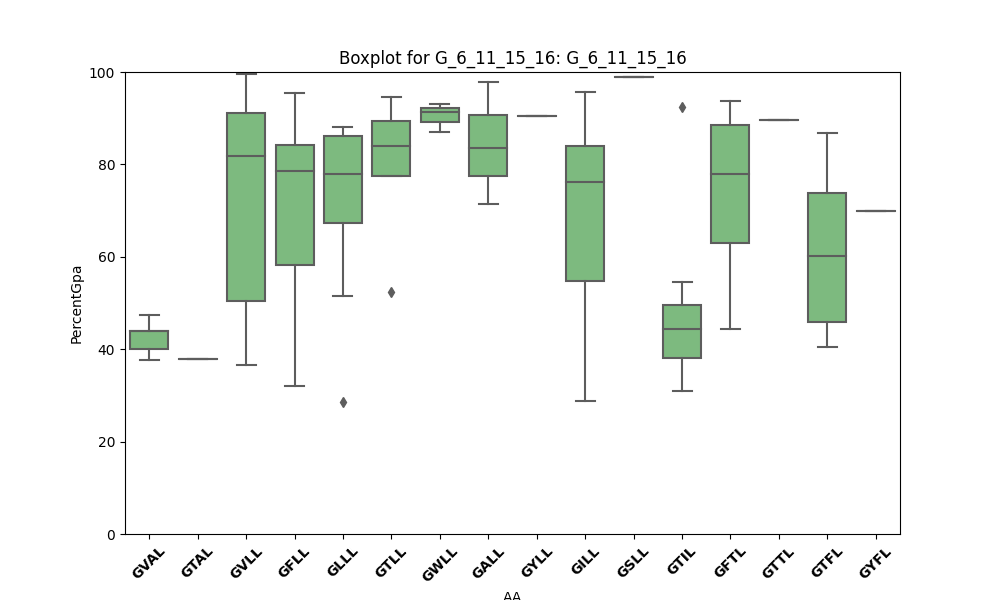 Boxplot for G_6_11_15_16: G_6_11_15_16
100
80
60
40
20
0
PercentGpa
GVAL GTAL GVLL GFLL GLLL GTLL GWLL GALL GYLL GILL GSLL GTIL GFTL GTTL GTFL GYFL
AA